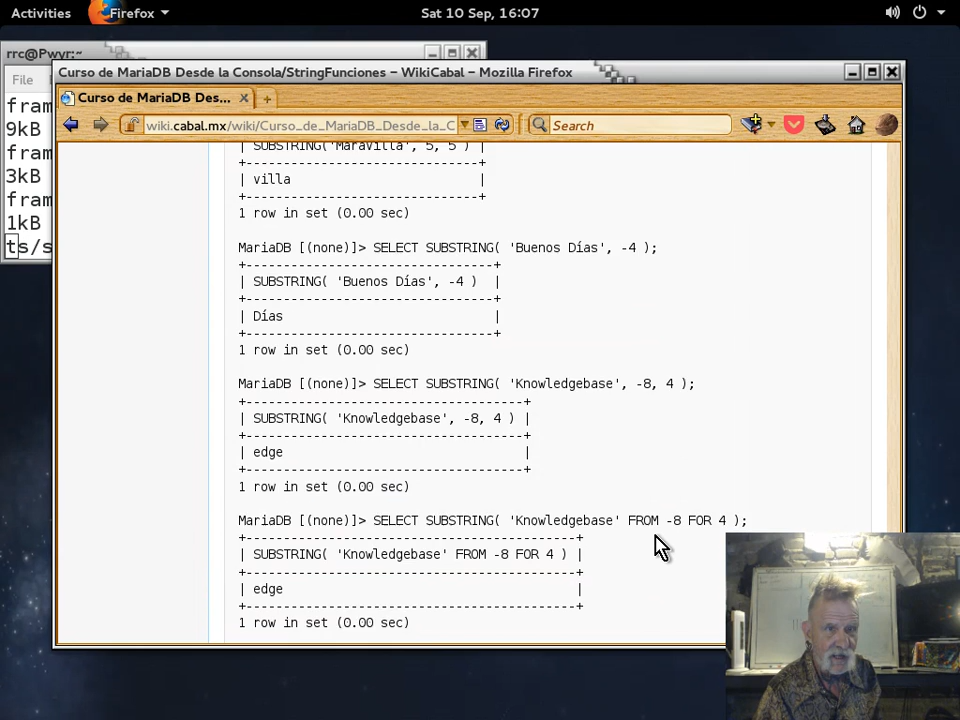 Activities Firefox Sat 10 Sep, 16:07
rrc@Pwyr:~
File
fram
9kB
fram
3kB
fram
1kB
ts/s
Curso de MariaDB Desde la Consola/StringFunciones – WikiCabal – Mozilla Firefox
Curso de MariaDB Des...
wiki.cabal.mx/wiki/Curso_de_MariaDB_Desde_la_C
Search
| SUBSTRING('MaraVilla', 5, 5 ) |
+-------------------------------+
| villa |
+-------------------------------+
1 row in set (0.00 sec)
MariaDB [(none)]> SELECT SUBSTRING( 'Buenos Días', -4 );
+---------------------------------+
| SUBSTRING( 'Buenos Días', -4 ) |
+---------------------------------+
| Días |
+---------------------------------+
1 row in set (0.00 sec)
MariaDB [(none)]> SELECT SUBSTRING( 'Knowledgebase', -8, 4 );
+-------------------------------------+
| SUBSTRING( 'Knowledgebase', -8, 4 ) |
+-------------------------------------+
| edge |
+-------------------------------------+
1 row in set (0.00 sec)
MariaDB [(none)]> SELECT SUBSTRING( 'Knowledgebase' FROM -8 FOR 4 );
+--------------------------------------------+
| SUBSTRING( 'Knowledgebase' FROM -8 FOR 4 ) |
+--------------------------------------------+
| edge |
+--------------------------------------------+
1 row in set (0.00 sec)